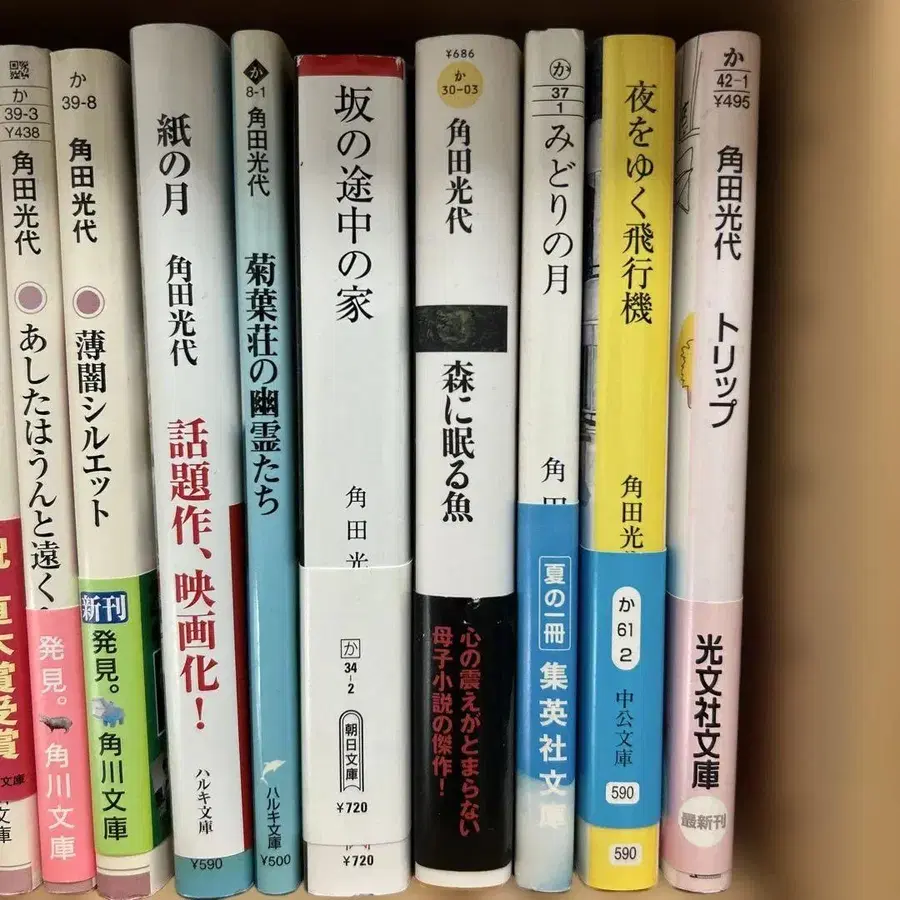 直木賞受賞
文庫
文庫
か
39-3
Y438
角田光代
あしたはうんと遠く
発見。
角川文庫
か
39-8
角田光代
薄闇シルエット
新刊
発見。
角川文庫
紙の月
角田光代
話題作、映画化!
ハルキ文庫
¥590
か
8-1
角田光代
菊葉荘の幽霊たち
ハルキ文庫
¥500
坂の途中の家
角田光
か
34-2
朝日文庫
¥720
¥720
¥686
か
30-03
角田光代
森に眠る魚
心の震えがとまらない
母子小説の傑作!
か
37
1
みどりの月
角田
夏の一冊
集英社文庫
夜をゆく飛行機
角田光
か
61
2
中公文庫
590
590
か
42-1
¥495
角田光代
トリップ
光文社文庫
最新刊